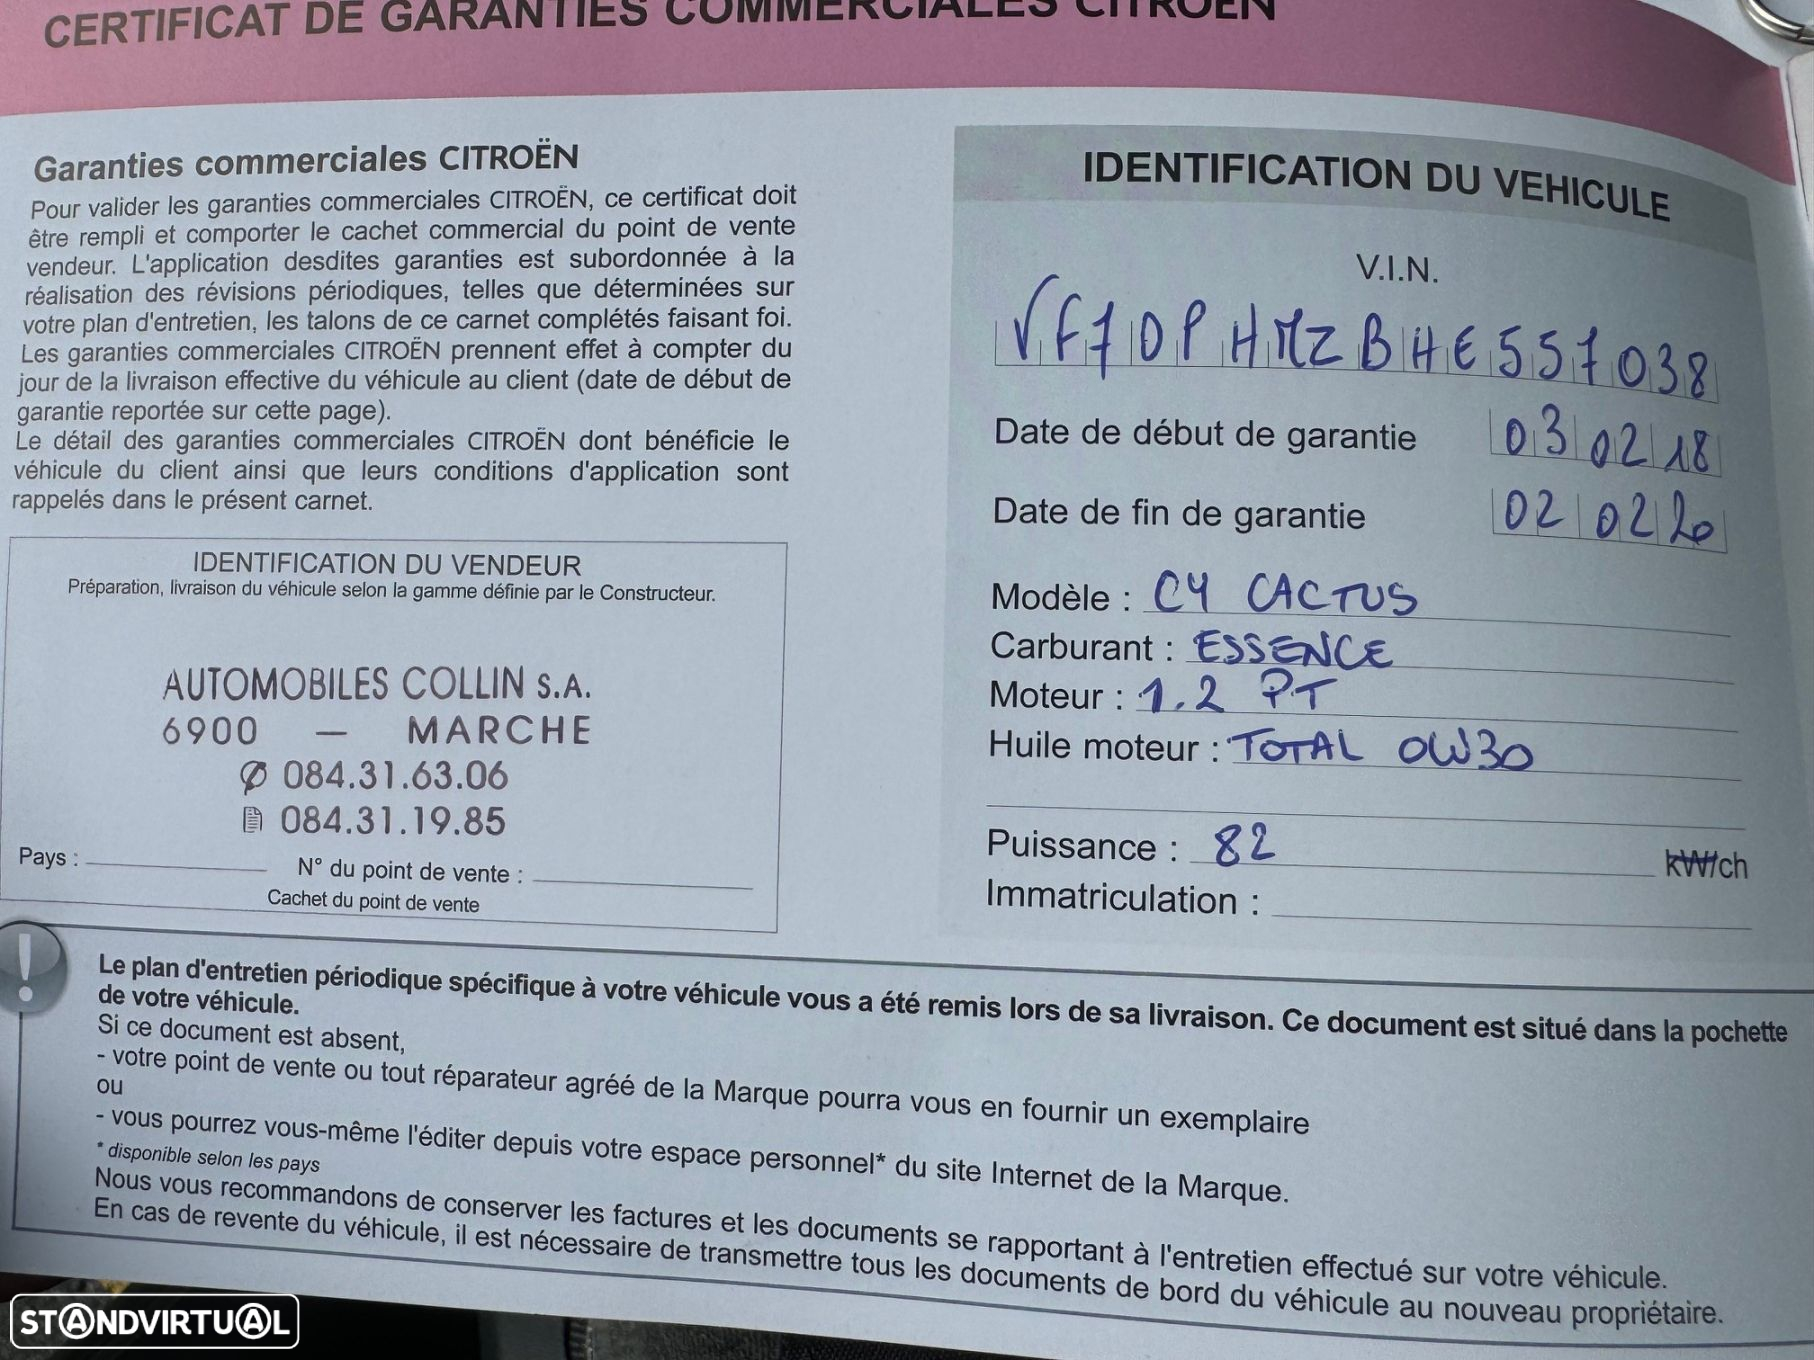 CERTIFICAT DE GARANTIES COMMERCIALES CITROËN
Garanties commerciales CITROËN
Pour valider les garanties commerciales CITROËN, ce certificat doit
être rempli et comporter le cachet commercial du point de vente
vendeur. L'application desdites garanties est subordonnée à la
réalisation des révisions périodiques, telles que déterminées sur
votre plan d'entretien, les talons de ce carnet complétés faisant foi.
Les garanties commerciales CITROËN prennent effet à compter du
jour de la livraison effective du véhicule au client (date de début de
garantie reportée sur cette page).
Le détail des garanties commerciales CITROËN dont bénéficie le
véhicule du client ainsi que leurs conditions d'application sont
rappelés dans le présent carnet.
IDENTIFICATION DU VENDEUR
Préparation, livraison du véhicule selon la gamme définie par le Constructeur.
AUTOMOBILES COLLIN S.A.
6900 — MARCHE
084.31.63.06
084.31.19.85
Pays :
N° du point de vente :
Cachet du point de vente
IDENTIFICATION DU VEHICULE
V.I.N.
VF70PHMZBHE557038
Date de début de garantie 03 02 18
Date de fin de garantie 02 02 20
Modèle : C4 CACTUS
Carburant : ESSENCE
Moteur : 1.2 PT
Huile moteur : TOTAL 0W30
Puissance : 82 kW/ch
Immatriculation :
Le plan d'entretien périodique spécifique à votre véhicule vous a été remis lors de sa livraison. Ce document est situé dans la pochette
de votre véhicule.
Si ce document est absent,
- votre point de vente ou tout réparateur agréé de la Marque pourra vous en fournir un exemplaire
ou
- vous pourrez vous-même l'éditer depuis votre espace personnel* du site Internet de la Marque.
* disponible selon les pays
Nous vous recommandons de conserver les factures et les documents se rapportant à l'entretien effectué sur votre véhicule.
En cas de revente du véhicule, il est nécessaire de transmettre tous les documents de bord du véhicule au nouveau propriétaire.
STANDVIRTUAL